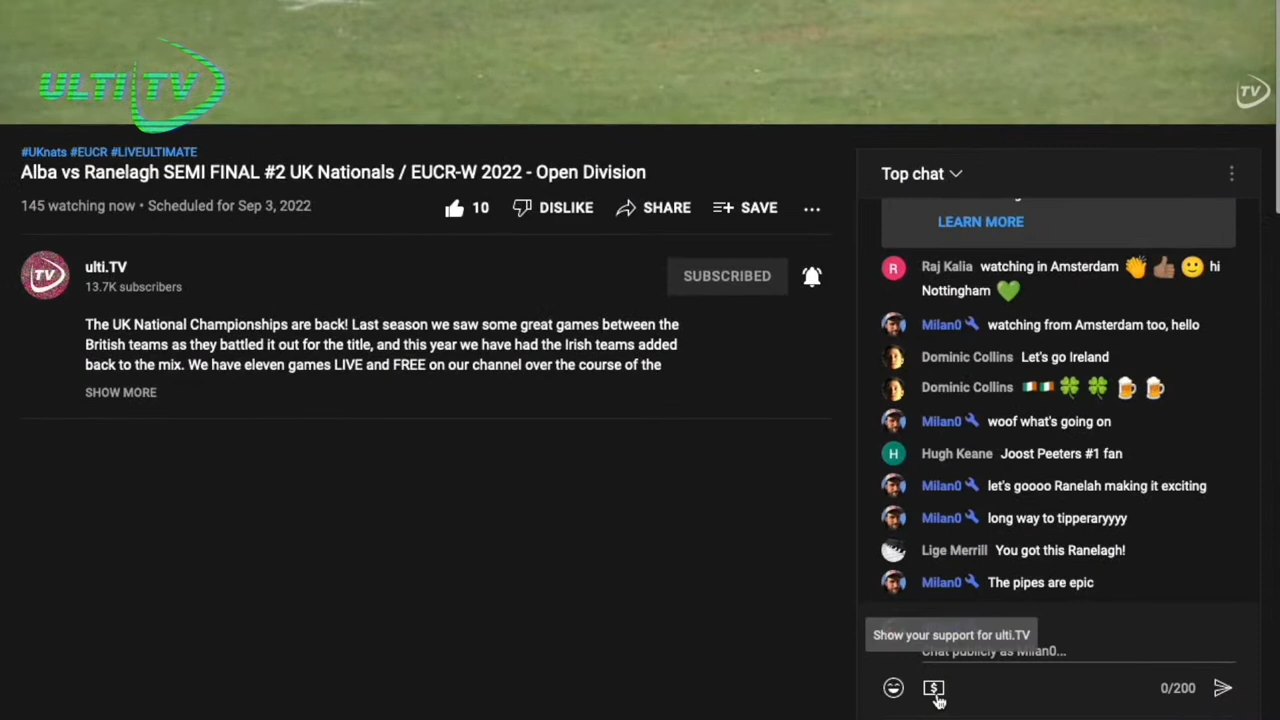 ULTI TV
TV
#UKnats #EUCR #LIVEULTIMATE
Alba vs Ranelagh SEMI FINAL #2 UK Nationals / EUCR-W 2022 - Open Division
145 watching now • Scheduled for Sep 3, 2022
10 DISLIKE SHARE SAVE
TV
ulti.TV
13.7K subscribers
SUBSCRIBED
The UK National Championships are back! Last season we saw some great games between the
British teams as they battled it out for the title, and this year we have had the Irish teams added
back to the mix. We have eleven games LIVE and FREE on our channel over the course of the
SHOW MORE
Top chat
LEARN MORE
R Raj Kalia watching in Amsterdam 👏 👍🏽 🙂 hi
Nottingham 💚
Milan0 watching from Amsterdam too, hello
Dominic Collins Let's go Ireland
Dominic Collins 🇮🇪🇮🇪🍀🍀🍺🍺
Milan0 woof what's going on
H Hugh Keane Joost Peeters #1 fan
Milan0 let's goooo Ranelah making it exciting
Milan0 long way to tipperaryyyy
Lige Merrill You got this Ranelagh!
Milan0 The pipes are epic
Show your support for ulti.TV
Chat publicly as Milan0...
$ 0/200